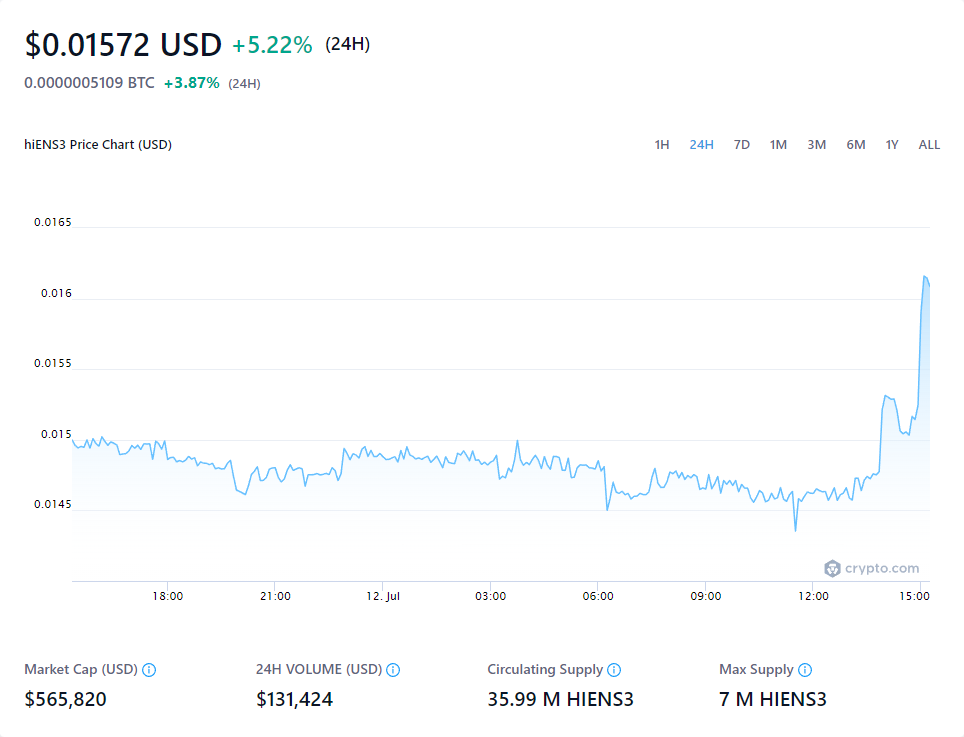 $0.01572 USD +5.22% (24H)
0.0000005109 BTC +3.87% (24H)
hiENS3 Price Chart (USD) 1H 24H 7D 1M 3M 6M 1Y ALL
0.0165
0.016
0.0155
0.015
0.0145
crypto.com
18:00 21:00 12. Jul 03:00 06:00 09:00 12:00 15:00
Market Cap (USD) 24H VOLUME (USD) Circulating Supply Max Supply
$565,820 $131,424 35.99 M HIENS3 7 M HIENS3